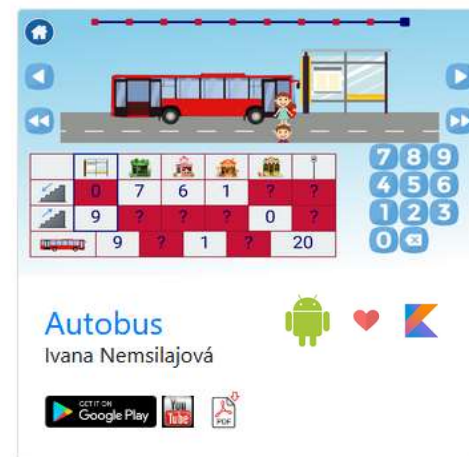 7 8 9
0 7 6 1 ? ?
4 5 6
9 ? ? ? 0 ?
1 2 3
9 ? 1 ? 20
0
Autobus
Ivana Nemsilajová
GET IT ON
Google Play
You
Tube
PDF